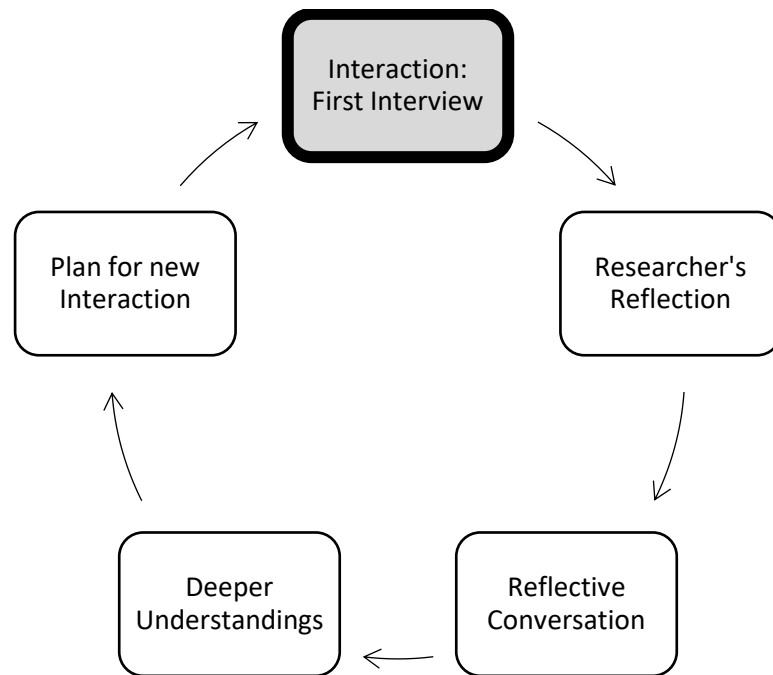 Interaction:
First Interview
Researcher's
Reflection
Reflective
Conversation
Deeper
Understandings
Plan for new
Interaction